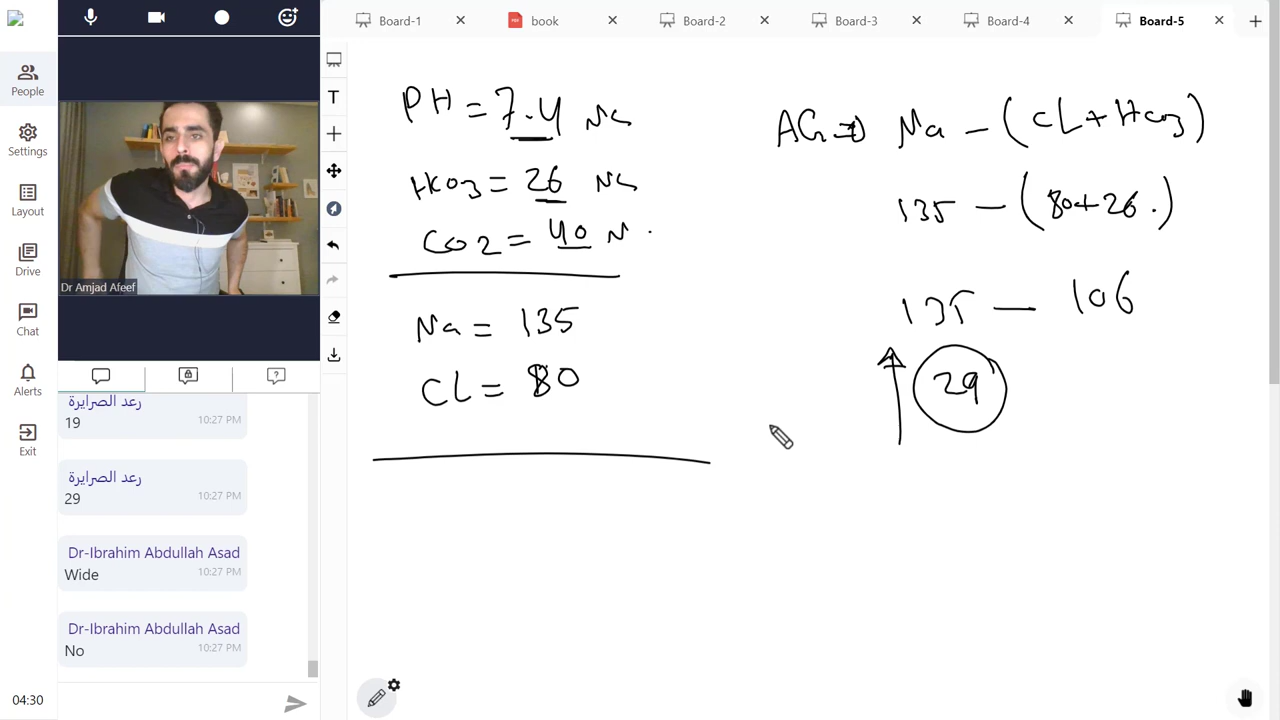 Board-1
book
Board-2
Board-3
Board-4
Board-5
People
Settings
Layout
Drive
Chat
Alerts
Exit
04:30
Dr Amjad Afeef
رعد الصرايرة
19
10:27 PM
رعد الصرايرة
29
10:27 PM
Dr-Ibrahim Abdullah Asad
Wide
10:27 PM
Dr-Ibrahim Abdullah Asad
No
10:27 PM
T
PH = 7.4
HCO3 = 26
CO2 = 40 N.
Na = 135
CL = 80
AG ⇒ Na - (CL + HCO3)
135 - (80+26.)
135 - 106
29